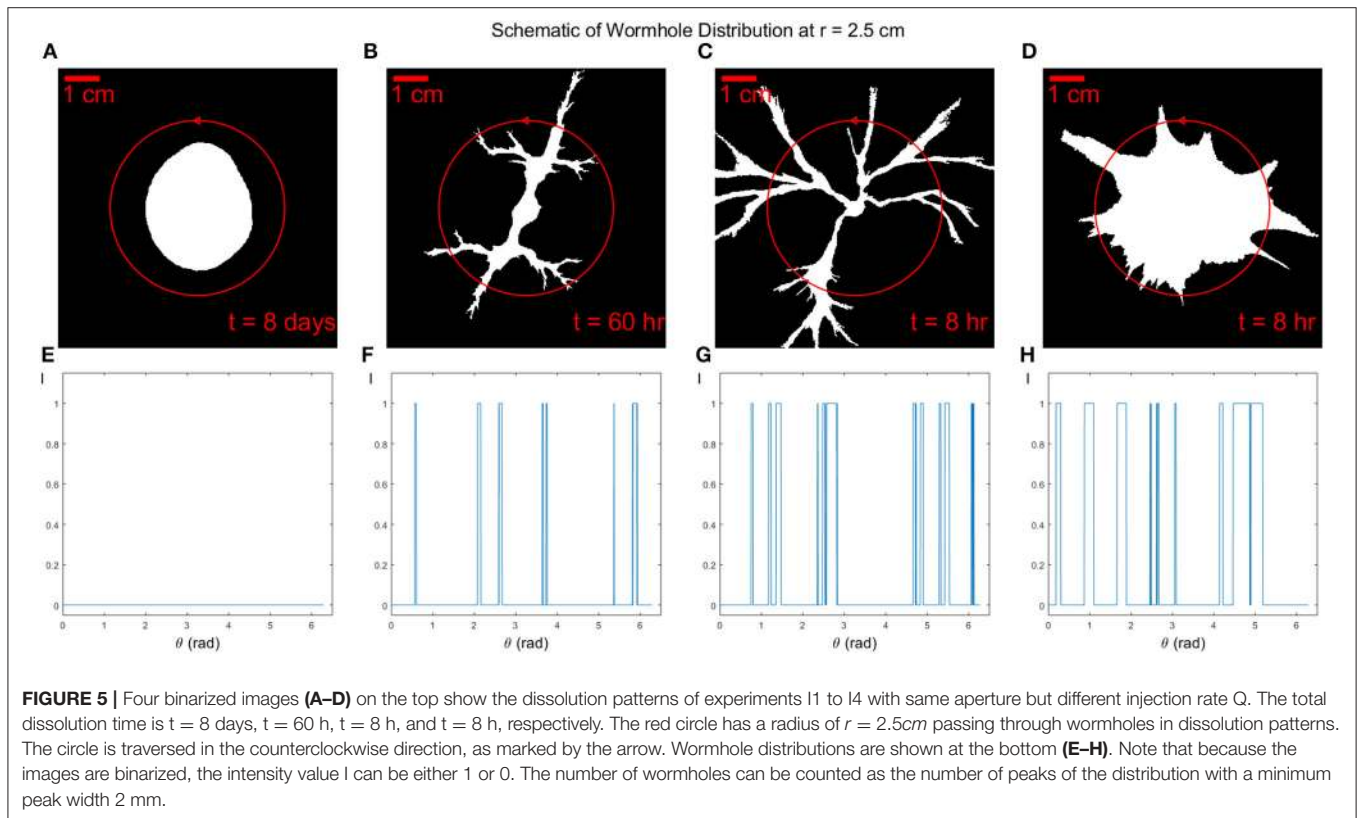 Schematic of Wormhole Distribution at r = 2.5 cm
A B C D
1 cm 1 cm 1 cm 1 cm
t = 8 days t = 60 hr t = 8 hr t = 8 hr
E F G H
I I I I
1 1 1 1
0.8 0.8 0.8 0.8
0.6 0.6 0.6 0.6
0.4 0.4 0.4 0.4
0.2 0.2 0.2 0.2
0 0 0 0
0 1 2 3 4 5 6 0 1 2 3 4 5 6 0 1 2 3 4 5 6 0 1 2 3 4 5 6
θ (rad) θ (rad) θ (rad) θ (rad)
FIGURE 5 | Four binarized images (A–D) on the top show the dissolution patterns of experiments I1 to I4 with same aperture but different injection rate Q. The total
dissolution time is t = 8 days, t = 60 h, t = 8 h, and t = 8 h, respectively. The red circle has a radius of r = 2.5cm passing through wormholes in dissolution patterns.
The circle is traversed in the counterclockwise direction, as marked by the arrow. Wormhole distributions are shown at the bottom (E–H). Note that because the
images are binarized, the intensity value I can be either 1 or 0. The number of wormholes can be counted as the number of peaks of the distribution with a minimum
peak width 2 mm.